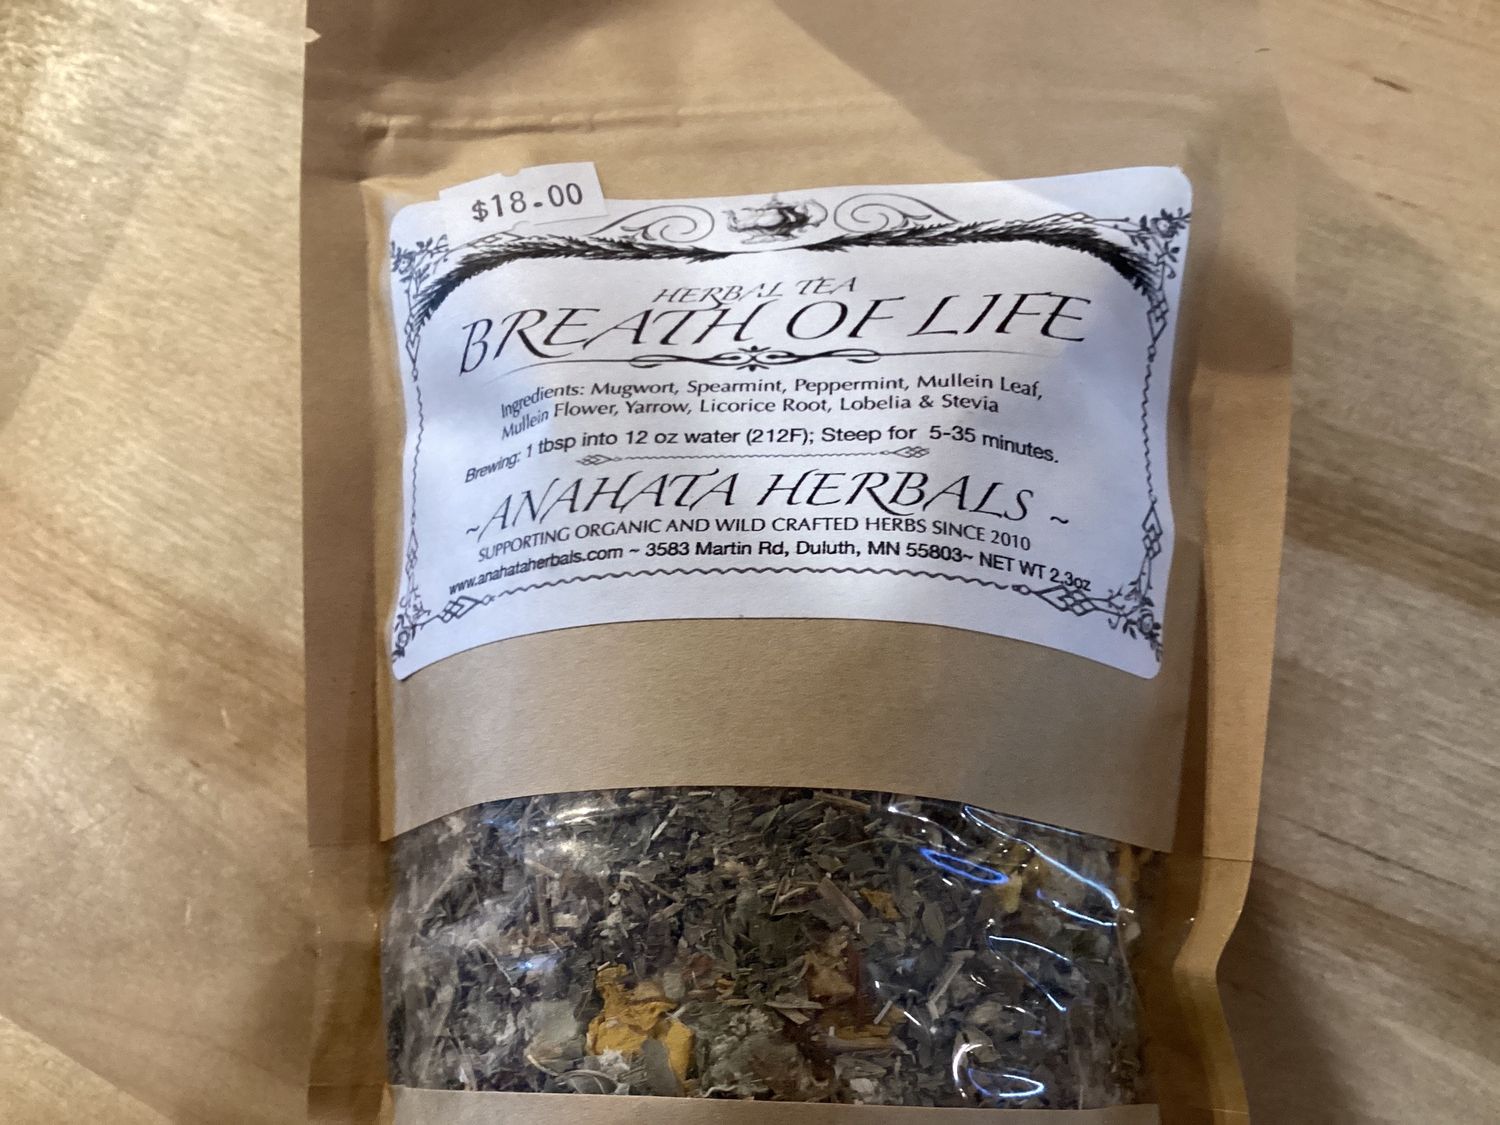 $18.00
HERBAL TEA
BREATH OF LIFE
Ingredients: Mugwort, Spearmint, Peppermint, Mullein Leaf,
Mullein Flower, Yarrow, Licorice Root, Lobelia & Stevia
Brewing: 1 tbsp into 12 oz water (212F); Steep for 5-35 minutes.
~ANAHATA HERBALS ~
SUPPORTING ORGANIC AND WILD CRAFTED HERBS SINCE 2010
www.anahataherbals.com ~ 3583 Martin Rd, Duluth, MN 55803~ NET WT 2.3oz